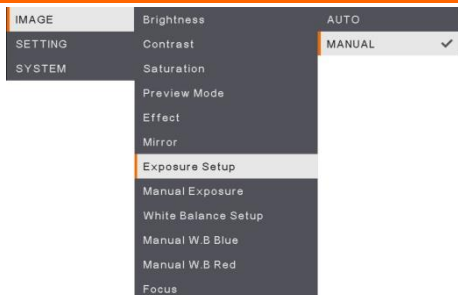 IMAGE
SETTING
SYSTEM
Brightness
Contrast
Saturation
Preview Mode
Effect
Mirror
Exposure Setup
Manual Exposure
White Balance Setup
Manual W.B Blue
Manual W.B Red
Focus
AUTO
MANUAL